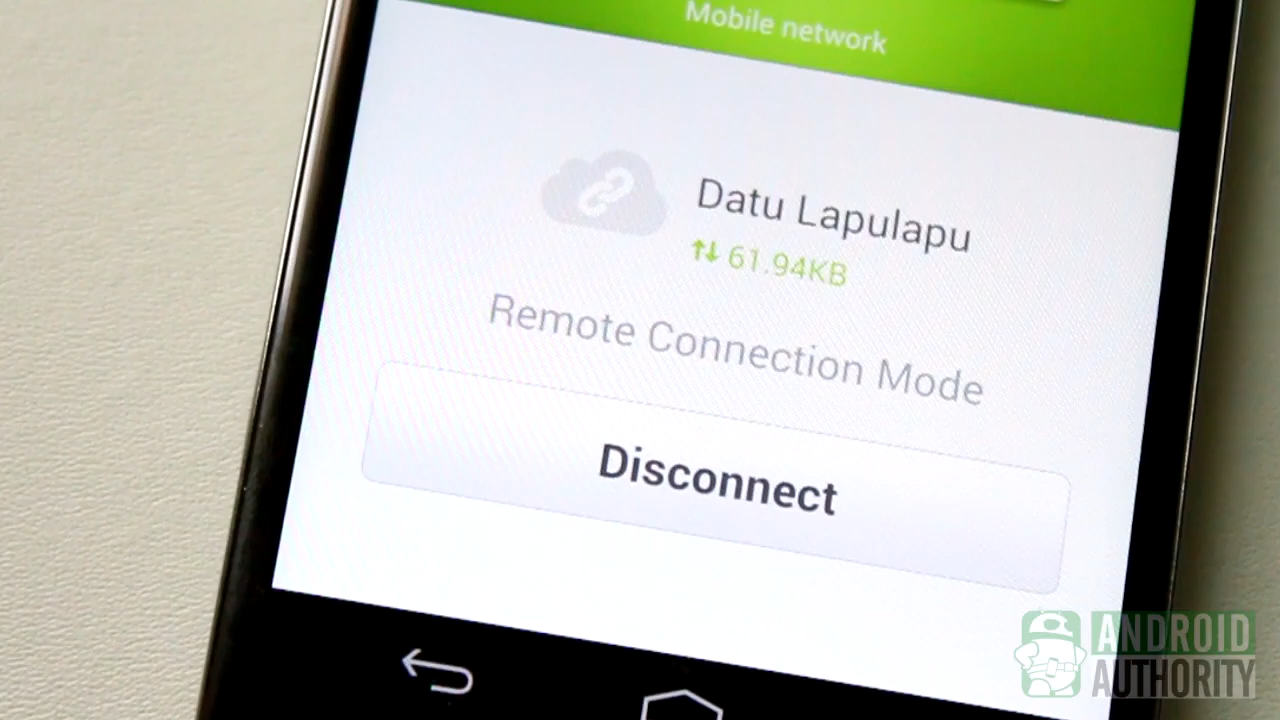 Mobile network
Datu Lapulapu
61.94KB
Remote Connection Mode
Disconnect
ANDROID
AUTHORITY